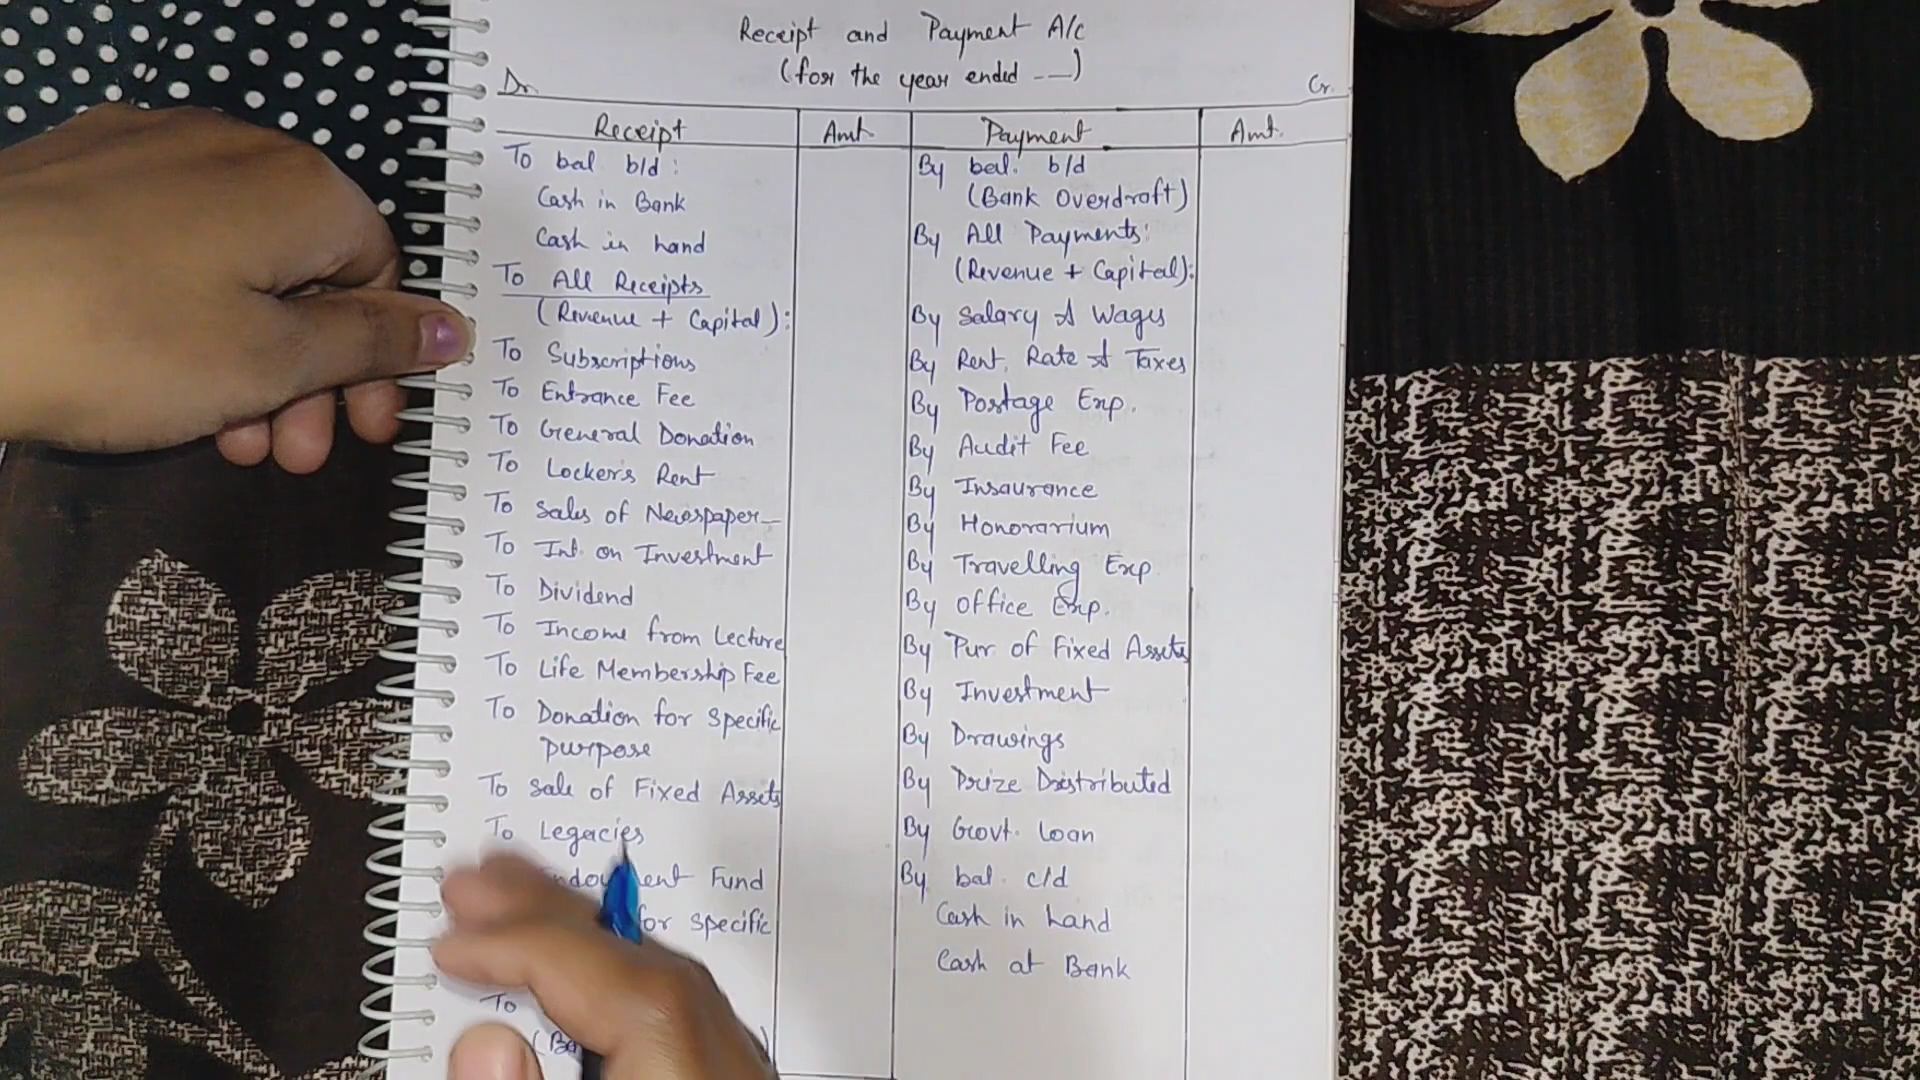 Receipt and Payment A/c
(for the year ended ---)
Dr. Cr.
Receipt Amt Payment Amt.
To bal b/d :
Cash in Bank
Cash in hand
To All Receipts
(Revenue + Capital) :
To Subscriptions
To Entrance Fee
To General Donation
To Locker's Rent
To Sales of Newspaper
To Int. on Investment
To Dividend
To Income from Lecture
To Life Membership Fee
To Donation for Specific
purpose
To Sale of Fixed Assets
To Legacies
Fund
for specific
To
By bal. b/d
(Bank Overdraft)
By All Payments:
(Revenue + Capital):
By Salary & Wages
By Rent, Rate & Taxes
By Postage Exp.
By Audit Fee
By Insaurance
By Honorarium
By Travelling Exp
By Office Exp.
By Pur of Fixed Assets
By Investment
By Drawings
By Prize Distributed
By Govt. Loan
By bal. c/d
Cash in hand
Cash at Bank